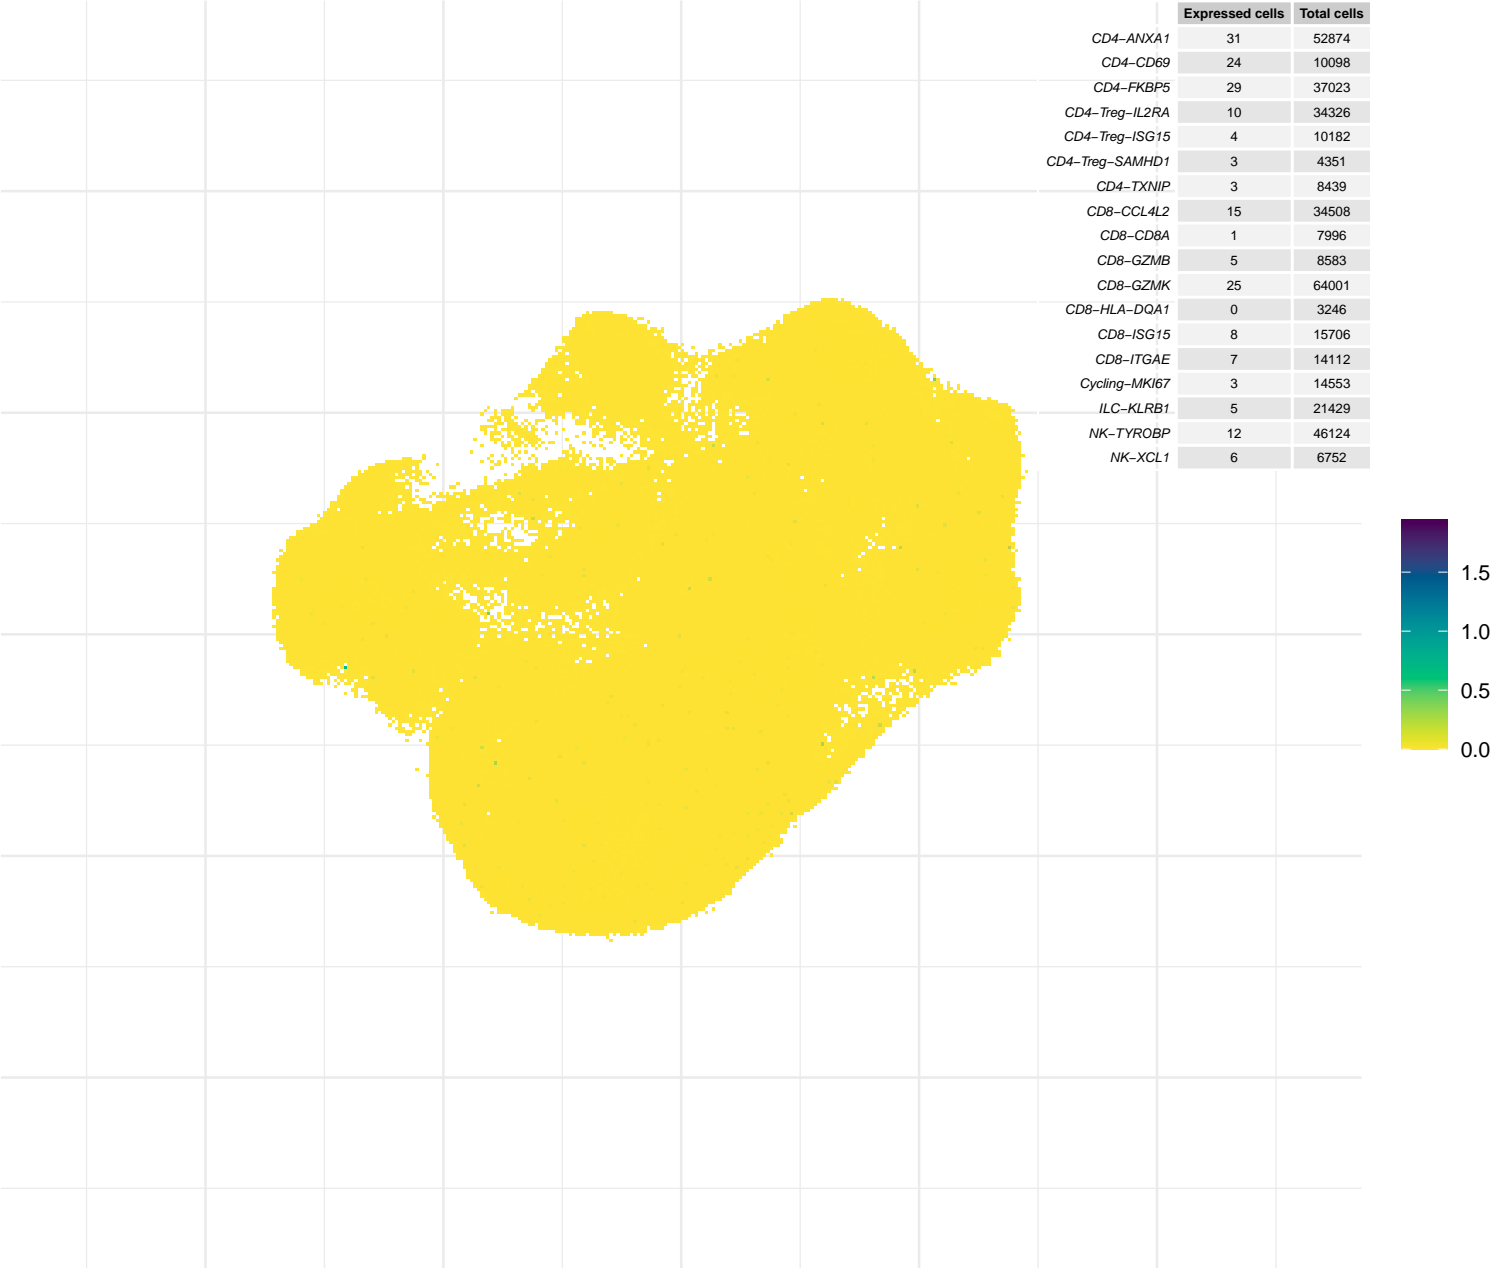 Expressed cells Total cells
CD4−ANXA1 31 52874
CD4−CD69 24 10098
CD4−FKBP5 29 37023
CD4−Treg−IL2RA 10 34326
CD4−Treg−ISG15 4 10182
CD4−Treg−SAMHD1 3 4351
CD4−TXNIP 3 8439
CD8−CCL4L2 15 34508
CD8−CD8A 1 7996
CD8−GZMB 5 8583
CD8−GZMK 25 64001
CD8−HLA−DQA1 0 3246
CD8−ISG15 8 15706
CD8−ITGAE 7 14112
Cycling−MKI67 3 14553
ILC−KLRB1 5 21429
NK−TYROBP 12 46124
NK−XCL1 6 6752
1.5
1.0
0.5
0.0